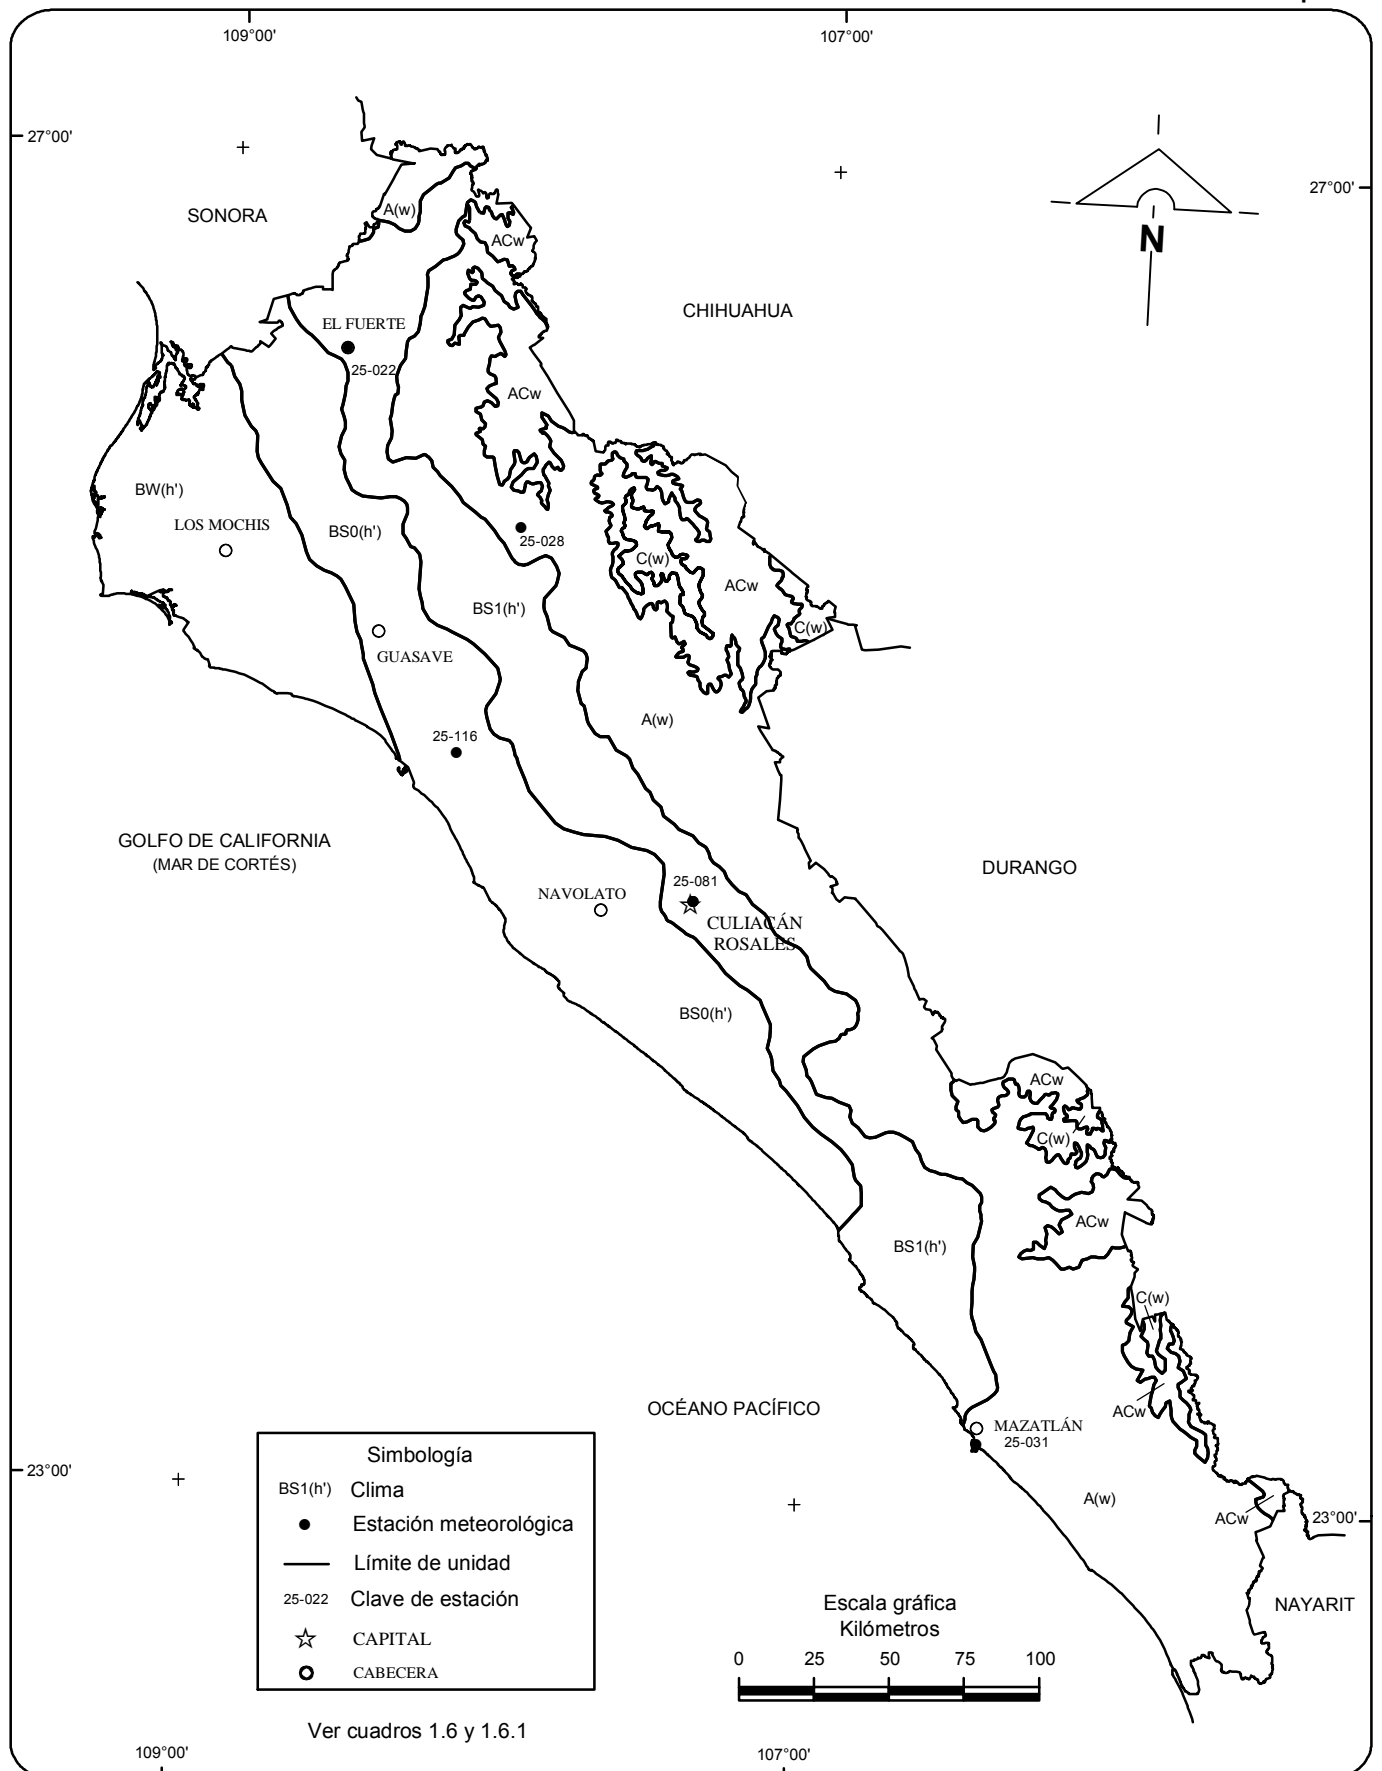 109°00'
107°00'
27°00'
27°00'
SONORA
A(w)
ACw
N
CHIHUAHUA
EL FUERTE
25-022
ACw
BW(h')
LOS MOCHIS
BS0(h')
25-028
C(w)
ACw
BS1(h')
C(w)
GUASAVE
A(w)
25-116
GOLFO DE CALIFORNIA
(MAR DE CORTÉS)
DURANGO
25-081
NAVOLATO
CULIACÁN
ROSALES
BS0(h')
ACw
C(w)
ACw
BS1(h')
C(w)
ACw
OCÉANO PACÍFICO
MAZATLÁN
25-031
A(w)
ACw
23°00'
23°00'
NAYARIT
Simbología
BS1(h') Clima
Estación meteorológica
Límite de unidad
25-022 Clave de estación
CAPITAL
CABECERA
Escala gráfica
Kilómetros
0 25 50 75 100
Ver cuadros 1.6 y 1.6.1
109°00'
107°00'